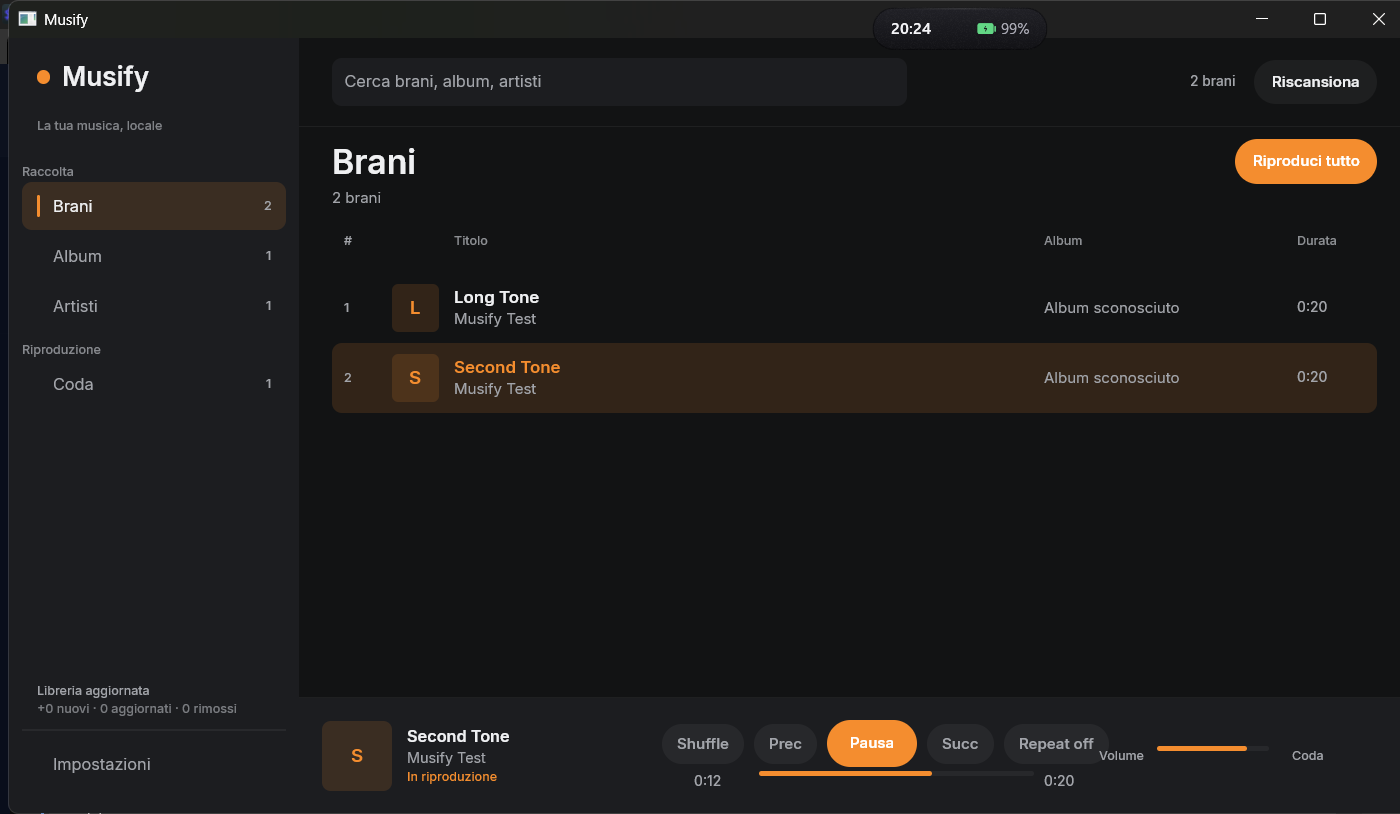 Musify
20:24 99%
Musify
La tua musica, locale
Raccolta
Brani 2
Album 1
Artisti 1
Riproduzione
Coda 1
Libreria aggiornata
+0 nuovi · 0 aggiornati · 0 rimossi
Impostazioni
Cerca brani, album, artisti
2 brani
Riscansiona
Brani
Riproduci tutto
2 brani
# Titolo Album Durata
1 L Long Tone Album sconosciuto 0:20
Musify Test
2 S Second Tone Album sconosciuto 0:20
Musify Test
S
Second Tone
Musify Test
In riproduzione
Shuffle Prec Pausa Succ Repeat off
0:12 0:20
Volume
Coda